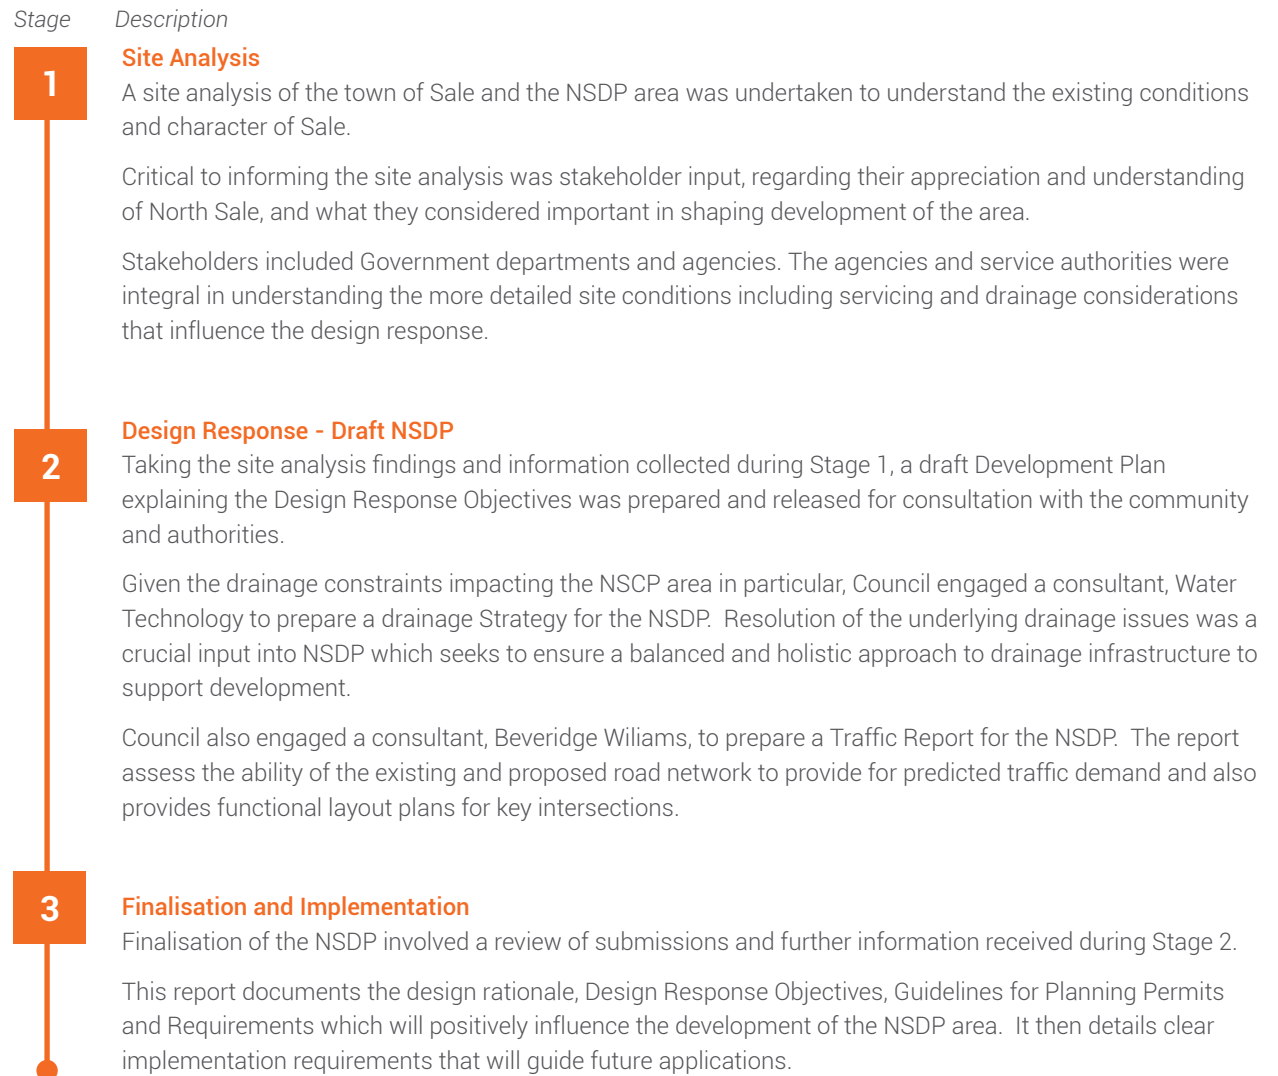 Stage Description
1
Site Analysis
A site analysis of the town of Sale and the NSDP area was undertaken to understand the existing conditions
and character of Sale.
Critical to informing the site analysis was stakeholder input, regarding their appreciation and understanding
of North Sale, and what they considered important in shaping development of the area.
Stakeholders included Government departments and agencies. The agencies and service authorities were
integral in understanding the more detailed site conditions including servicing and drainage considerations
that influence the design response.
2
Design Response - Draft NSDP
Taking the site analysis findings and information collected during Stage 1, a draft Development Plan
explaining the Design Response Objectives was prepared and released for consultation with the community
and authorities.
Given the drainage constraints impacting the NSCP area in particular, Council engaged a consultant, Water
Technology to prepare a drainage Strategy for the NSDP.  Resolution of the underlying drainage issues was a
crucial input into NSDP which seeks to ensure a balanced and holistic approach to drainage infrastructure to
support development.
Council also engaged a consultant, Beveridge Wiliams, to prepare a Traffic Report for the NSDP.  The report
assess the ability of the existing and proposed road network to provide for predicted traffic demand and also
provides functional layout plans for key intersections.
3
Finalisation and Implementation
Finalisation of the NSDP involved a review of submissions and further information received during Stage 2.
This report documents the design rationale, Design Response Objectives, Guidelines for Planning Permits
and Requirements which will positively influence the development of the NSDP area.  It then details clear
implementation requirements that will guide future applications.